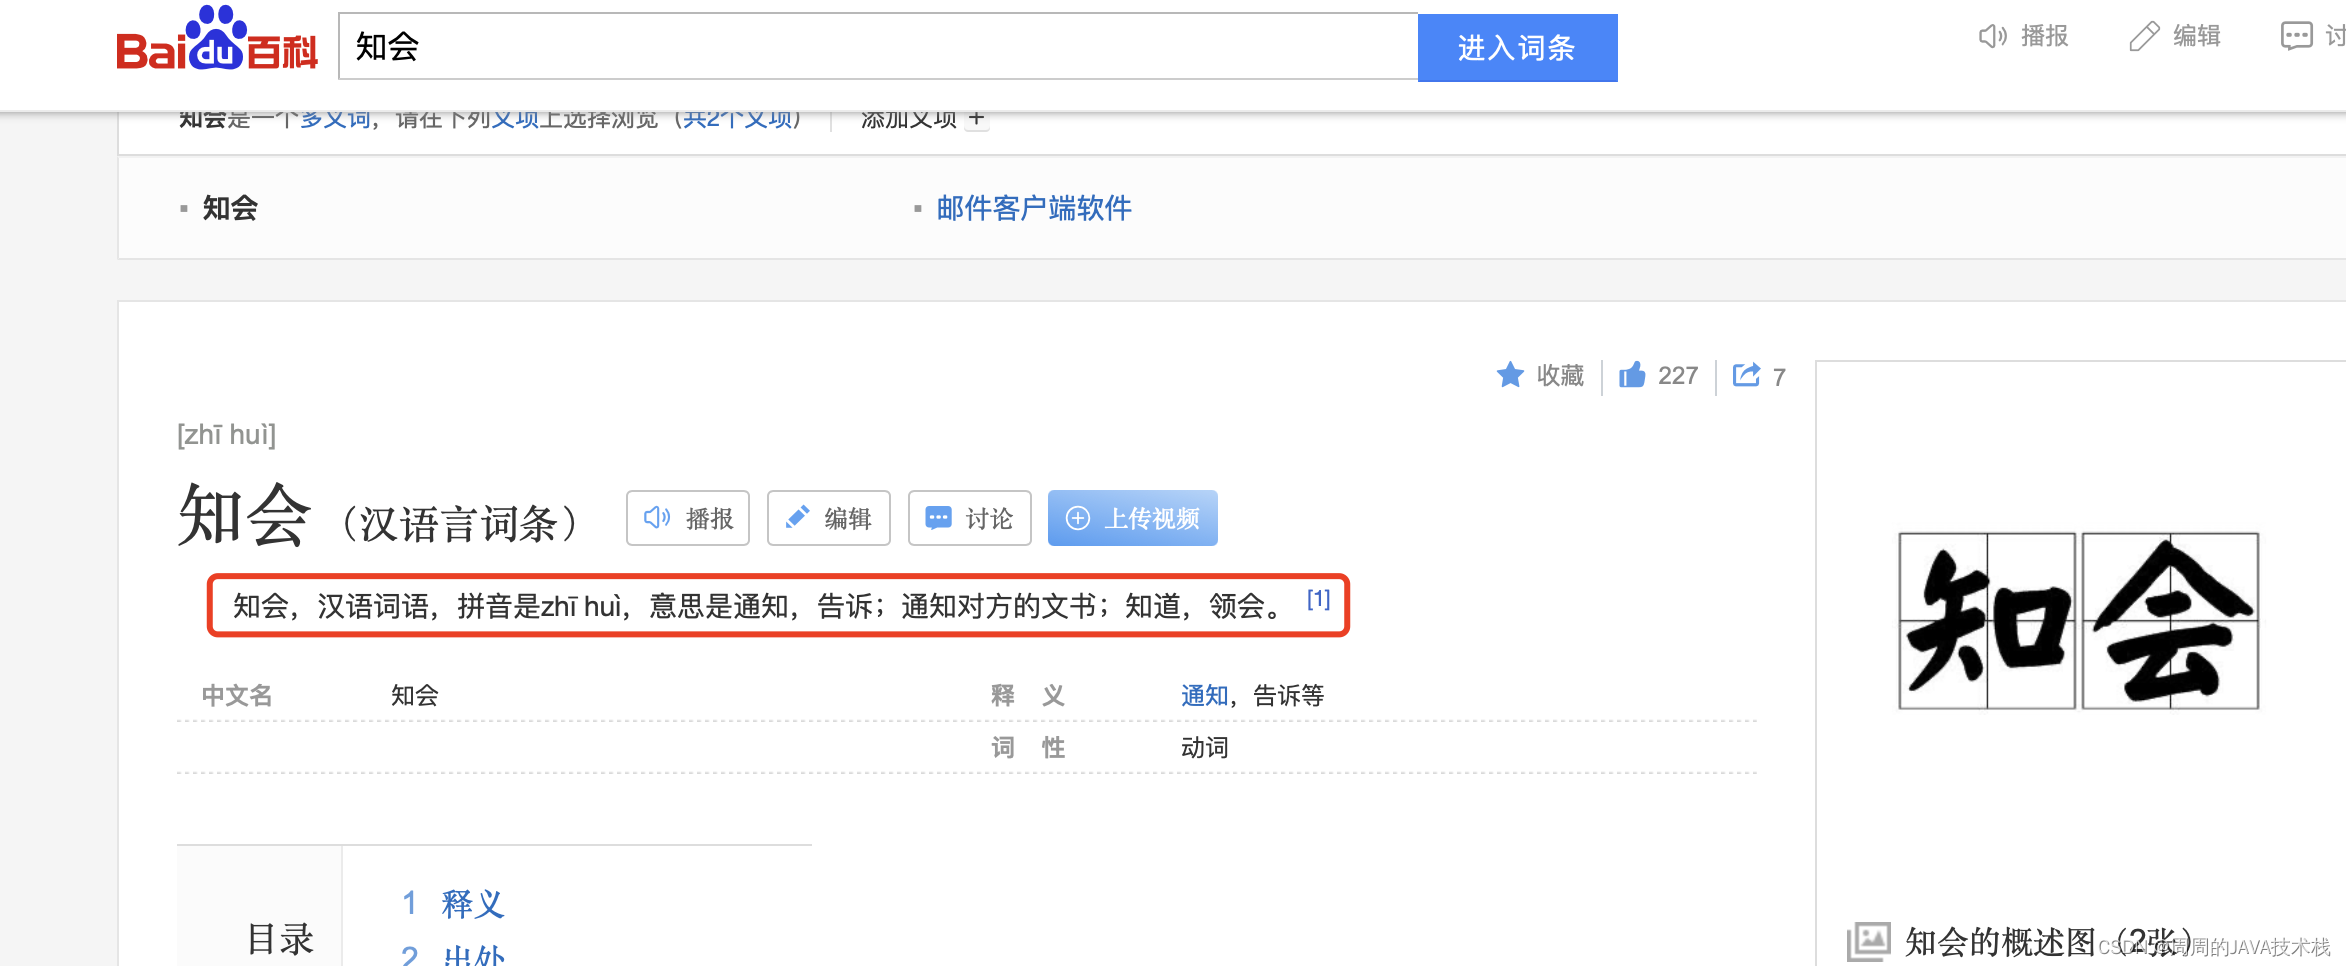 Baidu百科 知会 进入词条 播报 编辑 讨
知会是一个多义词，请在下列义项上选择浏览（共2个义项） 添加义项 +
▪ 知会 ▪ 邮件客户端软件
收藏 227 7
[zhī huì]
知会（汉语言词条） 播报 编辑 讨论 上传视频
知会，汉语词语，拼音是zhī huì，意思是通知，告诉；通知对方的文书；知道，领会。 [1]
中文名 知会 释 义 通知，告诉等
词 性 动词
知会
目录
1 释义
2 出处
知会的概述图（2张）
CSDN @周周的JAVA技术栈